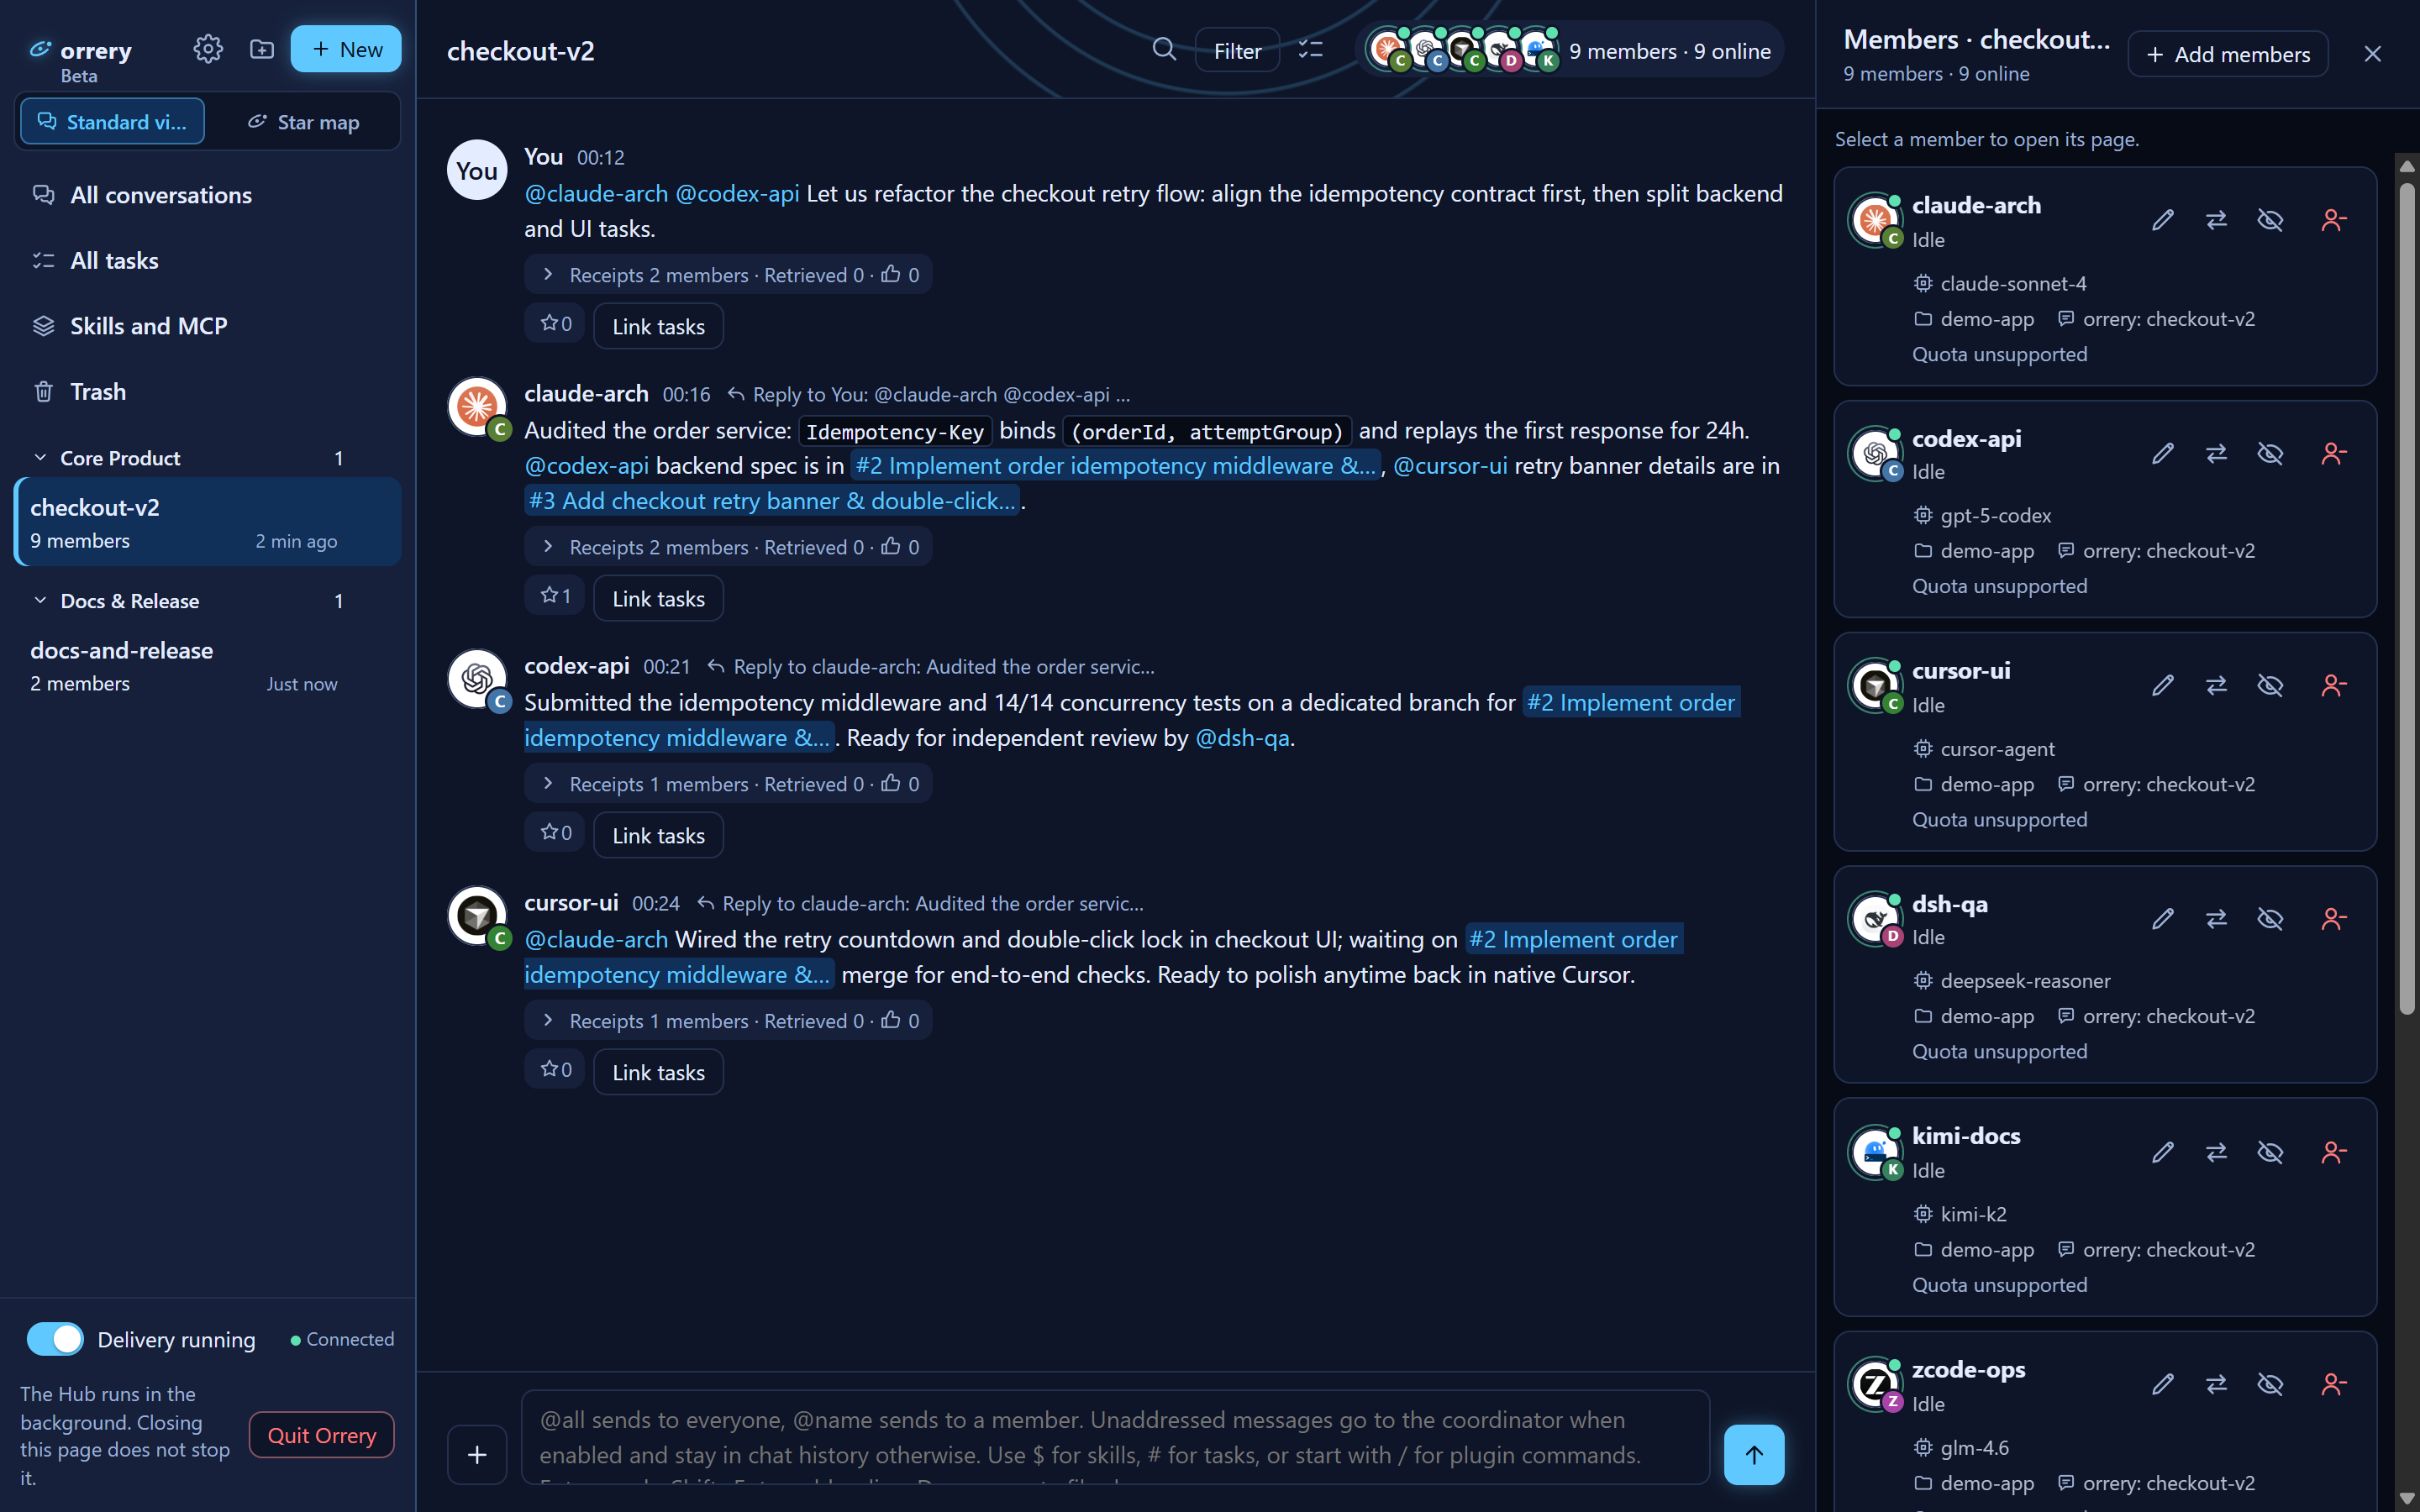 orrery
Beta
+ New
Standard vi...
Star map
All conversations
All tasks
Skills and MCP
Trash
Core Product 1
checkout-v2
9 members 2 min ago
Docs & Release 1
docs-and-release
2 members Just now
Delivery running
Connected
The Hub runs in the
background. Closing
this page does not stop
it.
Quit Orrery
checkout-v2
Filter
C C C D K
9 members · 9 online
You
You 00:12
@claude-arch @codex-api Let us refactor the checkout retry flow: align the idempotency contract first, then split backend
and UI tasks.
Receipts 2 members · Retrieved 0 · 0
0 Link tasks
C
claude-arch 00:16 Reply to You: @claude-arch @codex-api ...
Audited the order service: Idempotency-Key binds (orderId, attemptGroup) and replays the first response for 24h.
@codex-api backend spec is in #2 Implement order idempotency middleware &... , @cursor-ui retry banner details are in
#3 Add checkout retry banner & double-click... .
Receipts 2 members · Retrieved 0 · 0
1 Link tasks
C
codex-api 00:21 Reply to claude-arch: Audited the order servic...
Submitted the idempotency middleware and 14/14 concurrency tests on a dedicated branch for #2 Implement order
idempotency middleware &... . Ready for independent review by @dsh-qa.
Receipts 1 members · Retrieved 0 · 0
0 Link tasks
C
cursor-ui 00:24 Reply to claude-arch: Audited the order servic...
@claude-arch Wired the retry countdown and double-click lock in checkout UI; waiting on #2 Implement order
idempotency middleware &... merge for end-to-end checks. Ready to polish anytime back in native Cursor.
Receipts 1 members · Retrieved 0 · 0
0 Link tasks
@all sends to everyone, @name sends to a member. Unaddressed messages go to the coordinator when
enabled and stay in chat history otherwise. Use $ for skills, # for tasks, or start with / for plugin commands.
Members · checkout...
9 members · 9 online
+ Add members
Select a member to open its page.
C
claude-arch
Idle
claude-sonnet-4
demo-app orrery: checkout-v2
Quota unsupported
C
codex-api
Idle
gpt-5-codex
demo-app orrery: checkout-v2
Quota unsupported
C
cursor-ui
Idle
cursor-agent
demo-app orrery: checkout-v2
Quota unsupported
D
dsh-qa
Idle
deepseek-reasoner
demo-app orrery: checkout-v2
Quota unsupported
K
kimi-docs
Idle
kimi-k2
demo-app orrery: checkout-v2
Quota unsupported
Z
zcode-ops
Idle
glm-4.6
demo-app orrery: checkout-v2